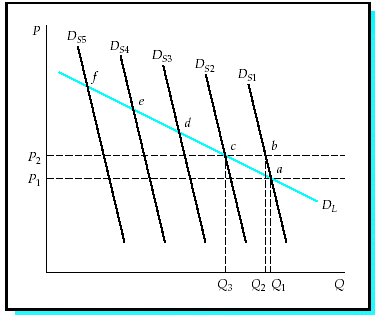 p
D_S5
D_S4
D_S3
D_S2
D_S1
f
e
d
c
b
p_2
a
p_1
D_L
Q_3 Q_2 Q_1 Q